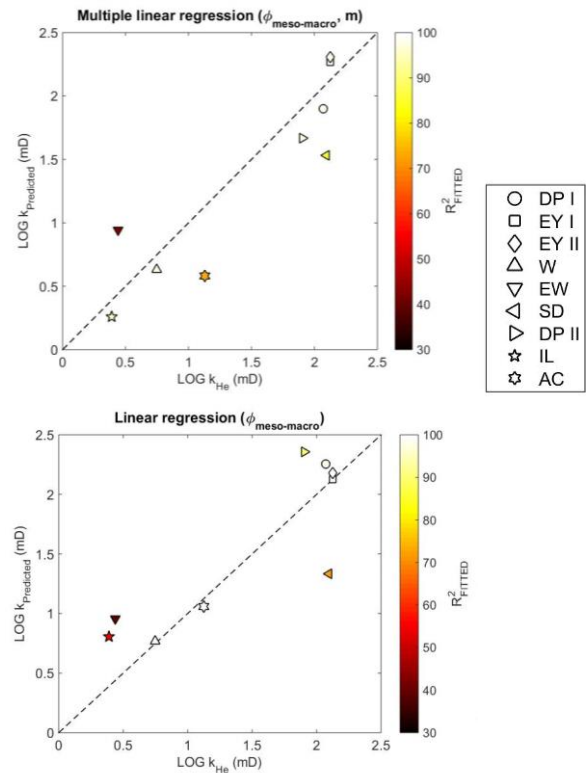 Multiple linear regression (ϕmeso-macro, m)
2.5
2
1.5
1
0.5
0
0 0.5 1 1.5 2 2.5
LOG kPredicted (mD)
LOG kHe (mD)
100
90
80
70
60
50
40
30
R²FITTED
DP I
EY I
EY II
W
EW
SD
DP II
IL
AC
Linear regression (ϕmeso-macro)
2.5
2
1.5
1
0.5
0
0 0.5 1 1.5 2 2.5
LOG kPredicted (mD)
LOG kHe (mD)
100
90
80
70
60
50
40
30
R²FITTED